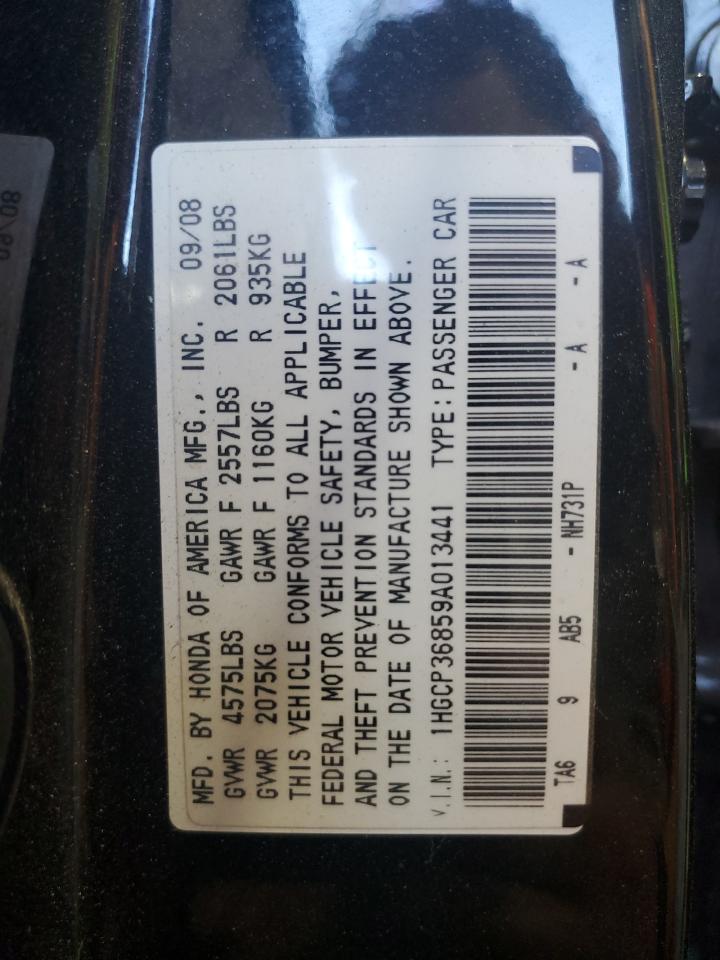 MFD. BY HONDA OF AMERICA MFG., INC. 09/08
GVWR 4575LBS GAWR F 2557LBS R 2061LBS
GVWR 2075KG GAWR F 1160KG R 935KG
THIS VEHICLE CONFORMS TO ALL APPLICABLE
FEDERAL MOTOR VEHICLE SAFETY, BUMPER,
AND THEFT PREVENTION STANDARDS IN EFFECT
ON THE DATE OF MANUFACTURE SHOWN ABOVE.
V.I.N.: 1HGCP36859A013441 TYPE:PASSENGER CAR
TA6 9 AB5 - NH731P - A - A